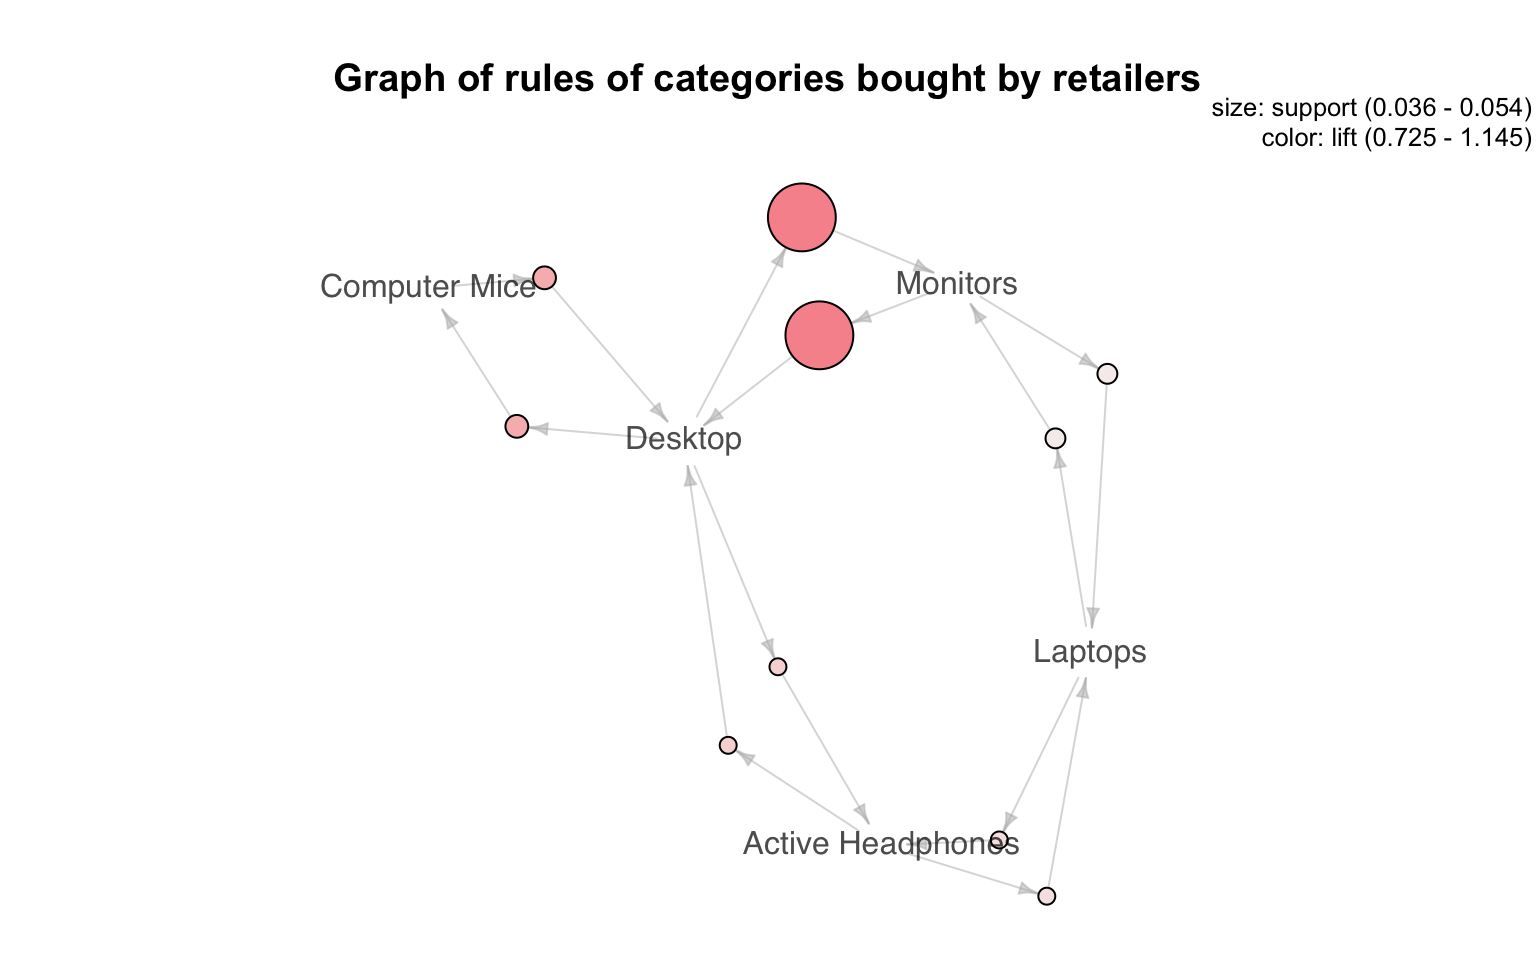 Graph of rules of categories bought by retailers
size: support (0.036 - 0.054)
color: lift (0.725 - 1.145)
Computer Mice
Monitors
Desktop
Laptops
Active Headphones